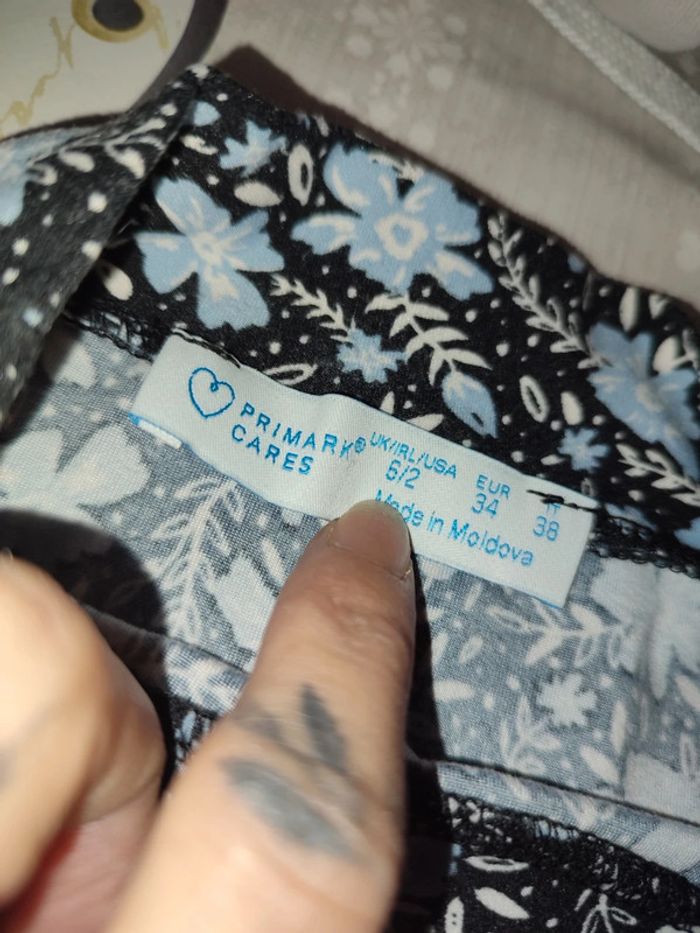 PRIMARK®
CARES
UK/IRL/USA EUR IT
6/2 34 38
Made in Moldova